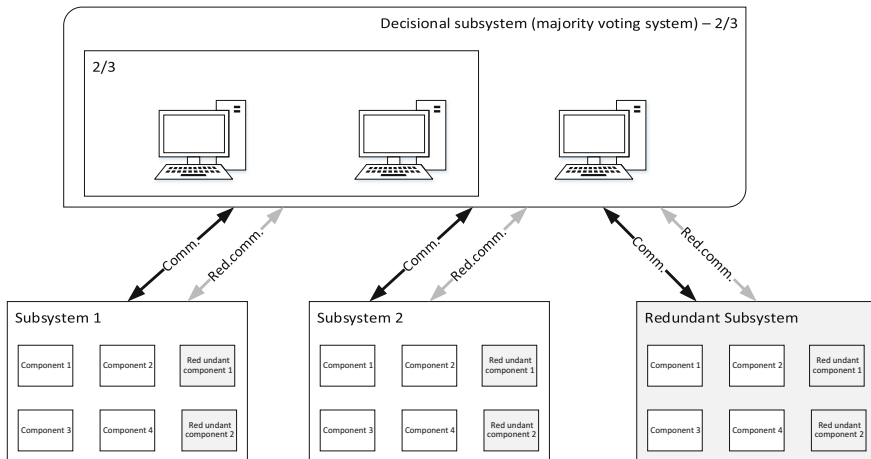 Decisional subsystem (majority voting system) – 2/3
2/3
Comm.
Red.comm.
Comm.
Red.comm.
Comm.
Red.comm.
Subsystem 1
Component 1
Component 2
Red undant
component 1
Component 3
Component 4
Red undant
component 2
Subsystem 2
Component 1
Component 2
Red undant
component 1
Component 3
Component 4
Red undant
component 2
Redundant Subsystem
Component 1
Component 2
Red undant
component 1
Component 3
Component 4
Red undant
component 2